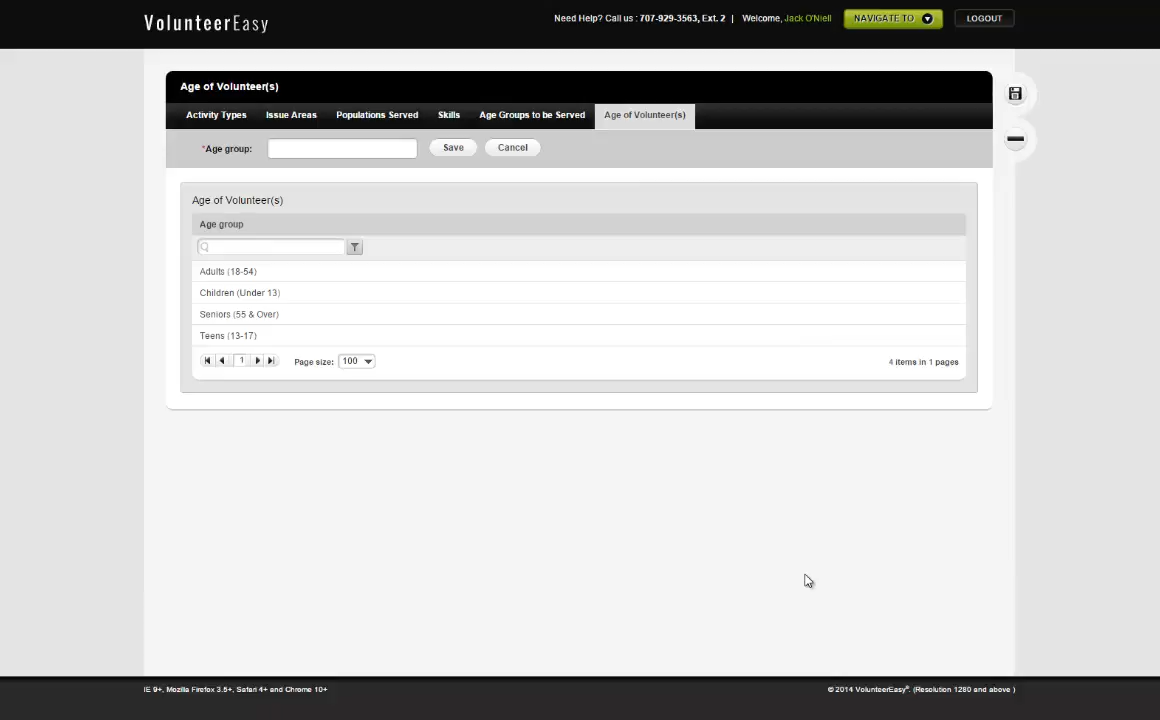 VolunteerEasy
Need Help? Call us : 707-929-3563, Ext. 2 | Welcome, Jack O'Niell NAVIGATE TO LOGOUT
Age of Volunteer(s)
Activity Types Issue Areas Populations Served Skills Age Groups to be Served Age of Volunteer(s)
*Age group: Save Cancel
Age of Volunteer(s)
Age group
Adults (18-54)
Children (Under 13)
Seniors (55 & Over)
Teens (13-17)
1 Page size: 100 4 items in 1 pages
IE 9+, Mozilla Firefox 3.5+, Safari 4+ and Chrome 10+ © 2014 VolunteerEasy®. (Resolution 1280 and above )